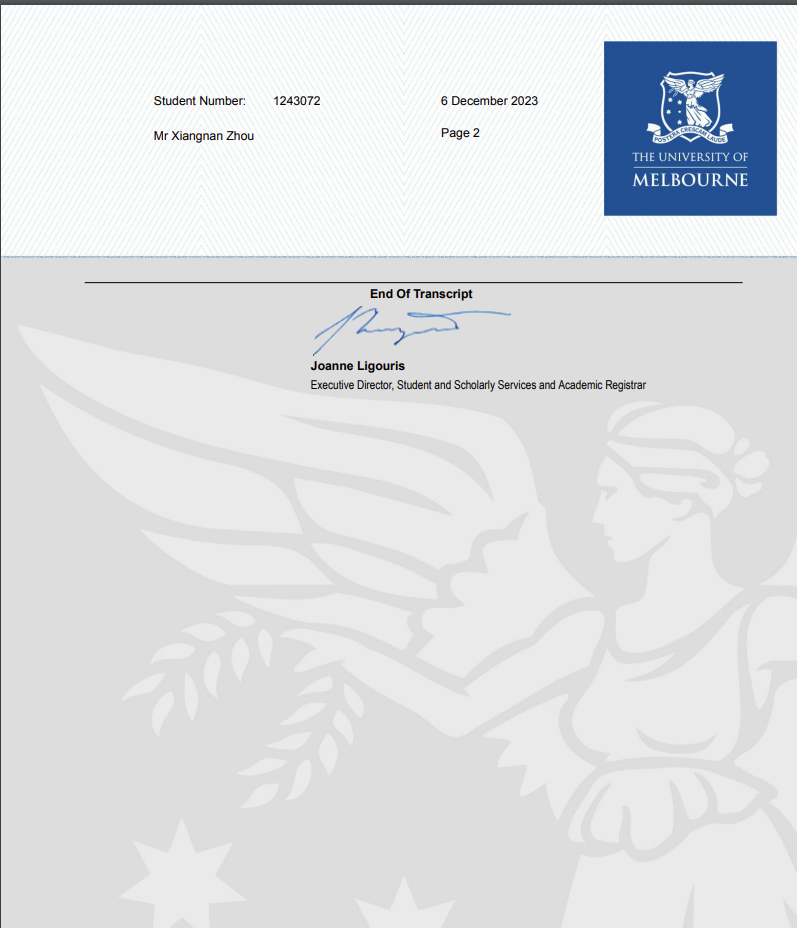 Student Number: 1243072 6 December 2023
Mr Xiangnan Zhou Page 2
POSTERA CRESCAM LAUDE
THE UNIVERSITY OF
MELBOURNE
End Of Transcript
Joanne Ligouris
Executive Director, Student and Scholarly Services and Academic Registrar